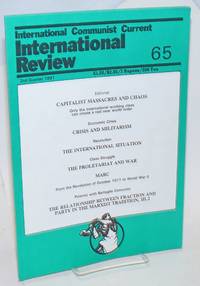 International Communist Current
International
Review
65
2nd Quarter 1991
Editorial
CAPITALIST MASSACRES AND CHAOS
Only the international working class
can create a real new world order
Economic Crisis
CRISIS AND MILITARISM
Resolution
THE INTERNATIONAL SITUATION
Class Struggle
THE PROLETARIAT AND WAR
MARC
From the Revolution of October 1917 to World War II
Polemic with Battaglia Comunista
THE RELATIONSHIP BETWEEN FRACTION AND
PARTY IN THE MARXIST TRADITION, III.2